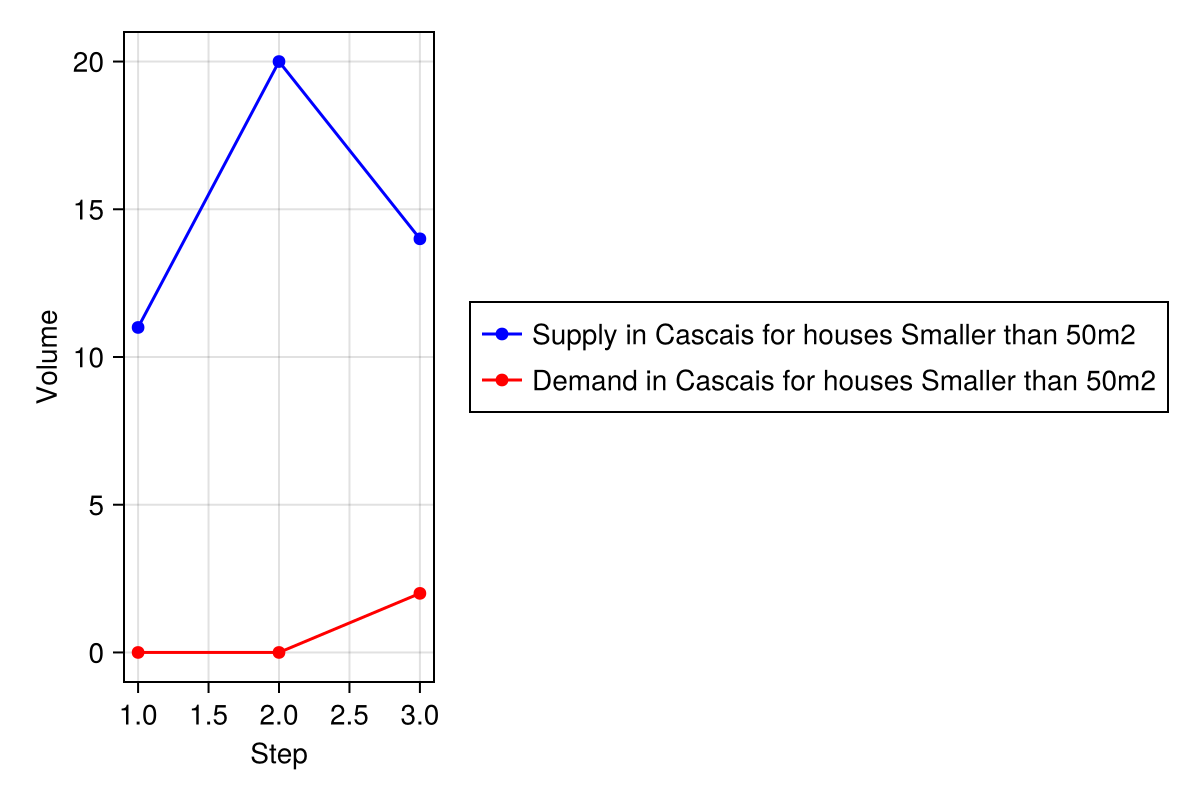 20
15
10
5
0
Volume
1.0 1.5 2.0 2.5 3.0
Step
Supply in Cascais for houses Smaller than 50m2
Demand in Cascais for houses Smaller than 50m2